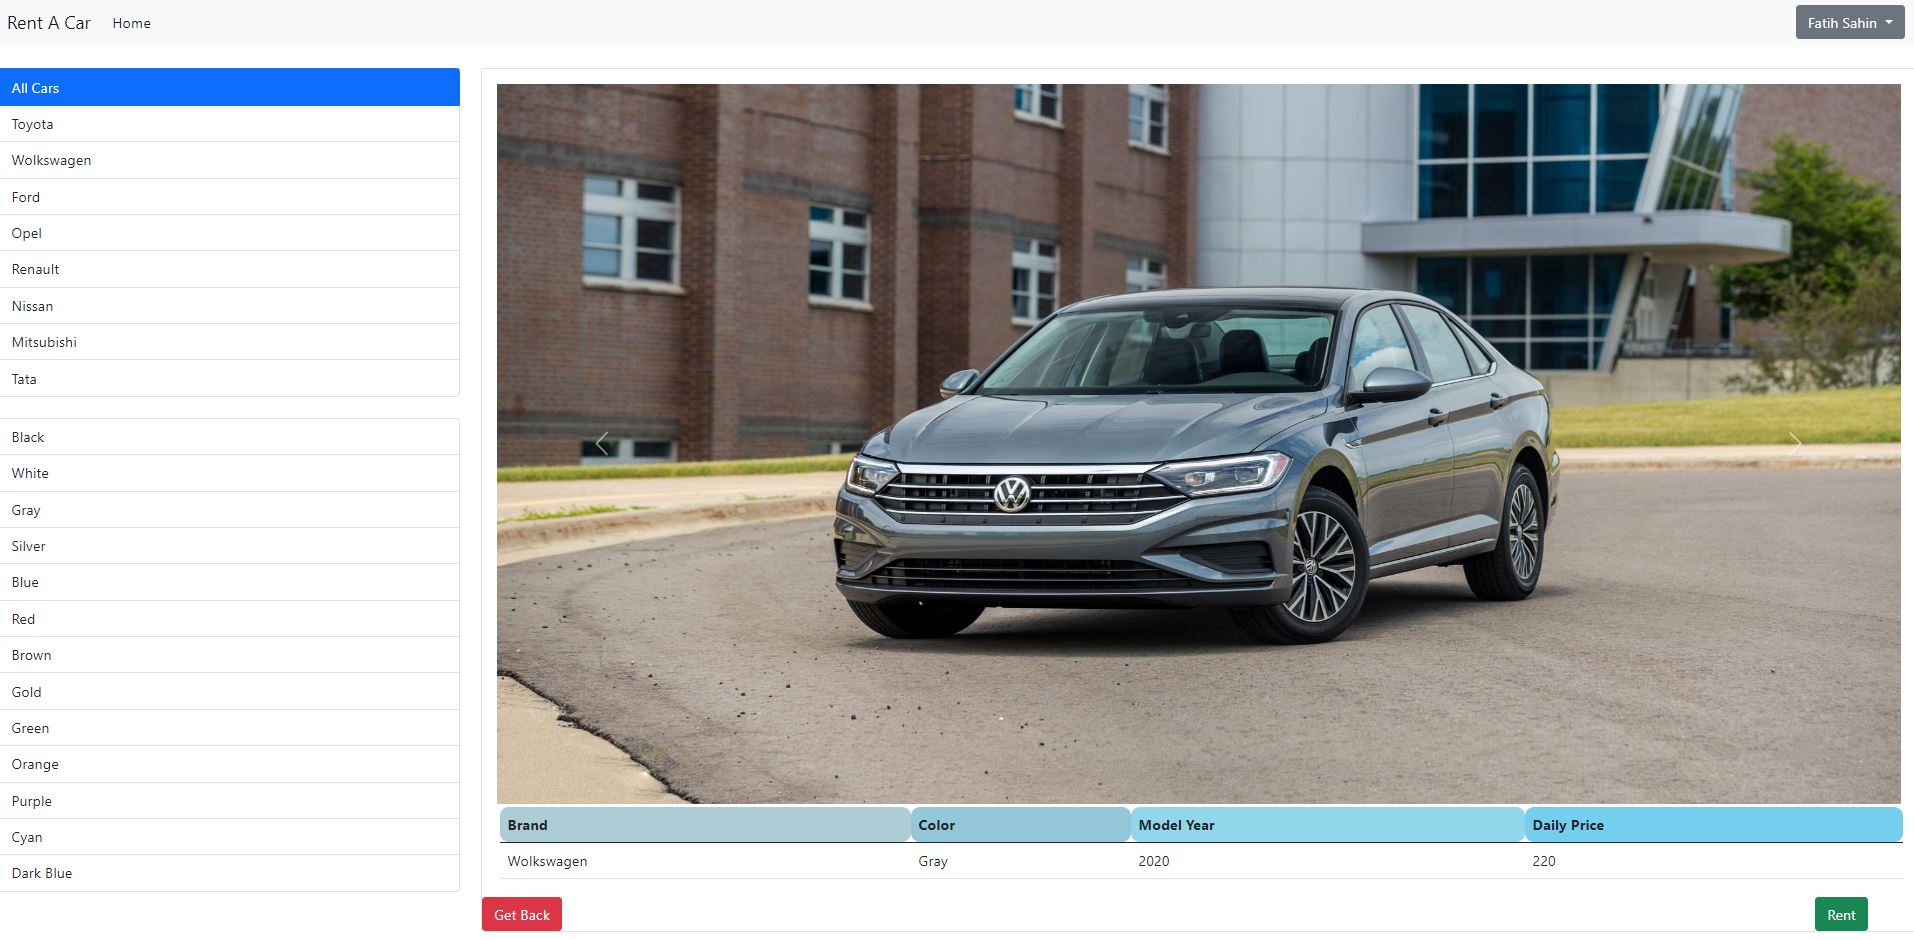 Rent A Car Home Fatih Sahin
All Cars
Toyota
Wolkswagen
Ford
Opel
Renault
Nissan
Mitsubishi
Tata
Black
White
Gray
Silver
Blue
Red
Brown
Gold
Green
Orange
Purple
Cyan
Dark Blue
Brand Color Model Year Daily Price
Wolkswagen Gray 2020 220
Get Back Rent